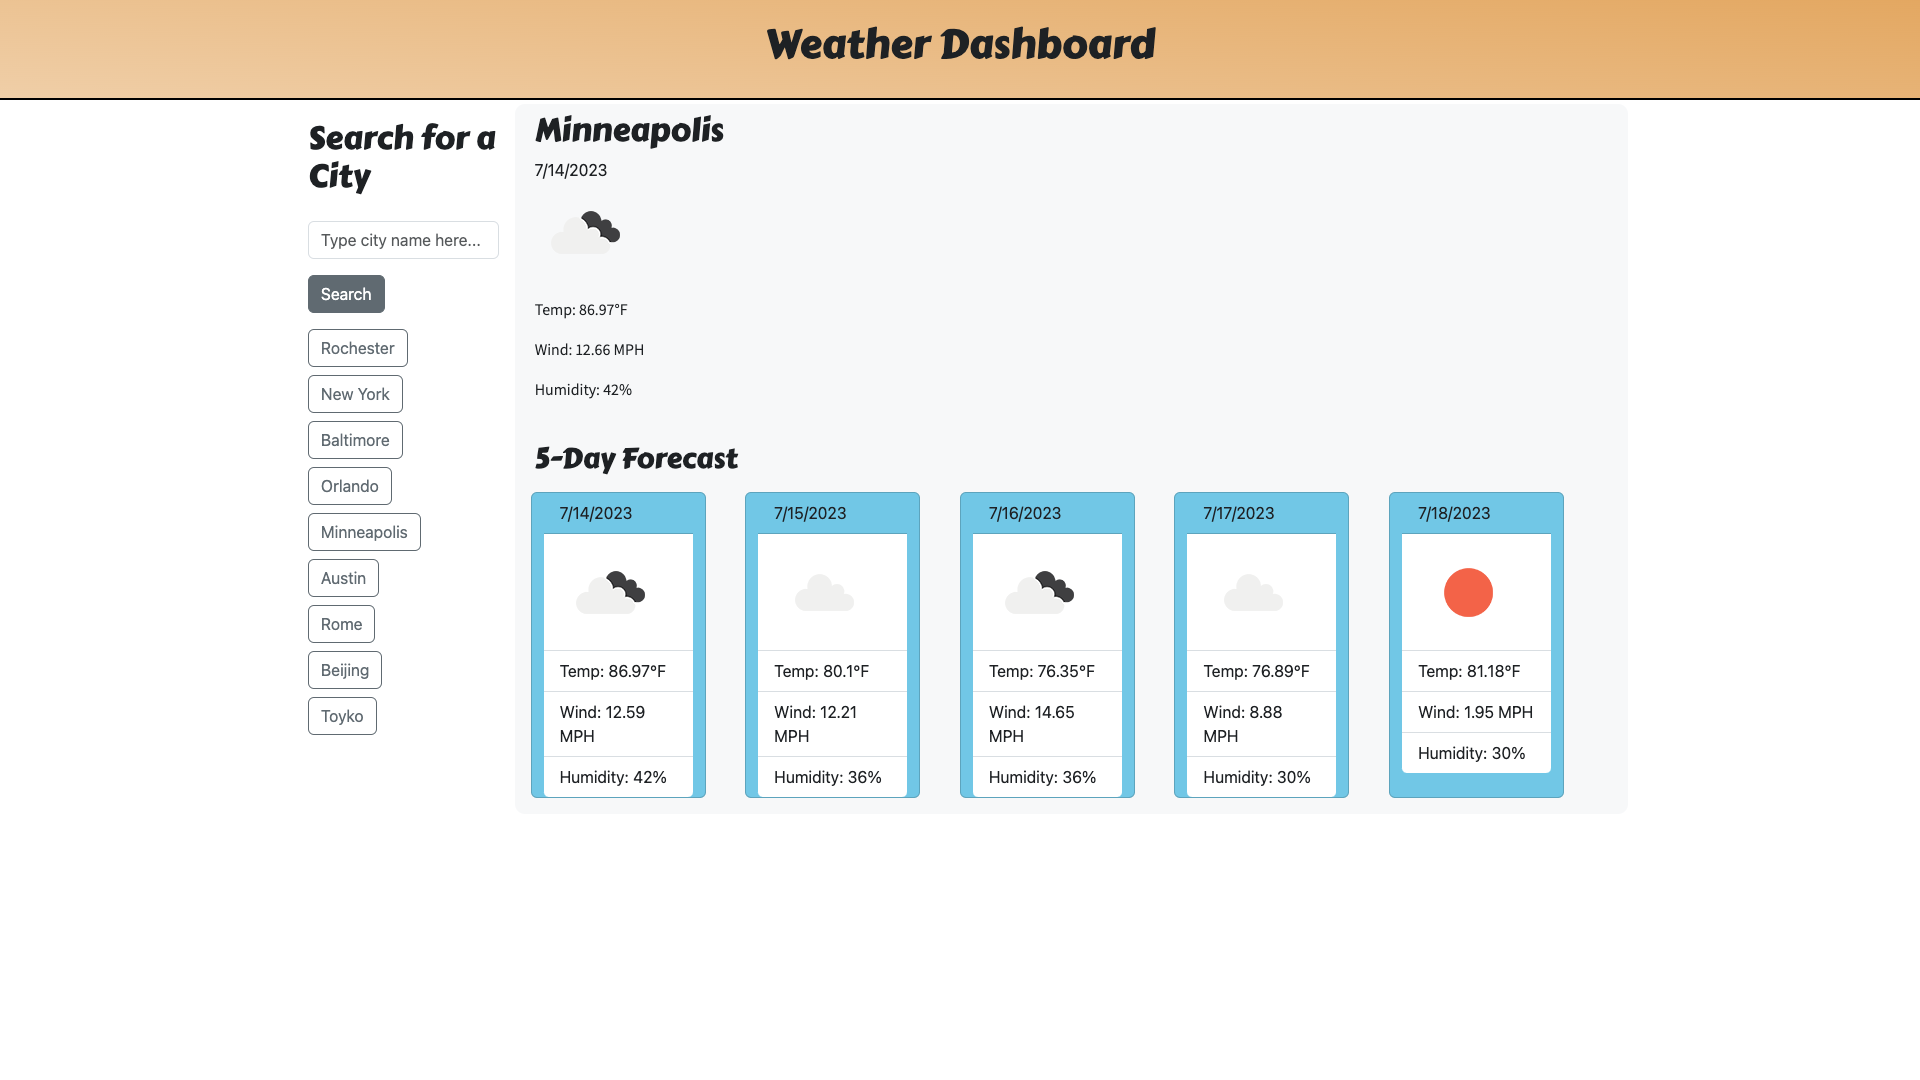 Weather Dashboard
Search for a
City
Type city name here...
Search
Rochester
New York
Baltimore
Orlando
Minneapolis
Austin
Rome
Beijing
Toyko
Minneapolis
7/14/2023
Temp: 86.97°F
Wind: 12.66 MPH
Humidity: 42%
5-Day Forecast
7/14/2023
Temp: 86.97°F
Wind: 12.59
MPH
Humidity: 42%
7/15/2023
Temp: 80.1°F
Wind: 12.21
MPH
Humidity: 36%
7/16/2023
Temp: 76.35°F
Wind: 14.65
MPH
Humidity: 36%
7/17/2023
Temp: 76.89°F
Wind: 8.88
MPH
Humidity: 30%
7/18/2023
Temp: 81.18°F
Wind: 1.95 MPH
Humidity: 30%